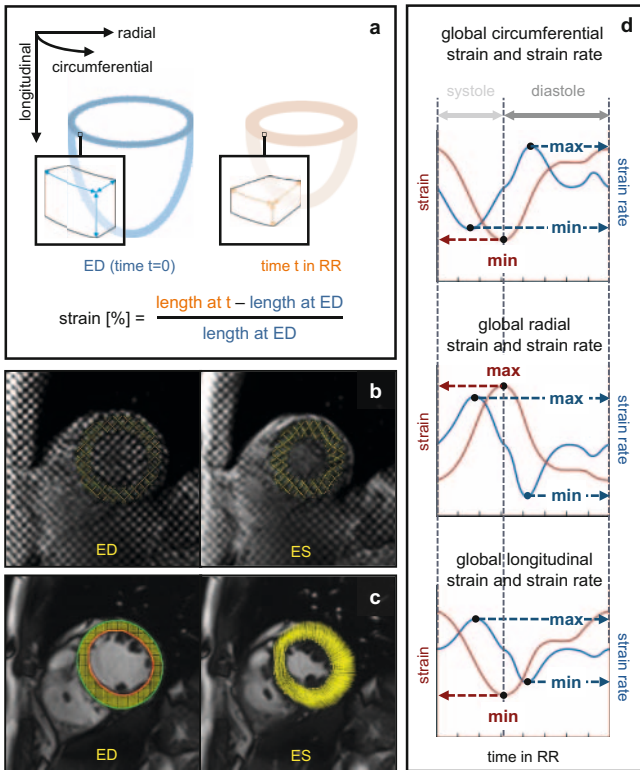 a
radial
circumferential
longitudinal
ED (time t=0)
time t in RR
strain [%] =
length at t – length at ED
length at ED
b
ED
ES
c
ED
ES
d
global circumferential
strain and strain rate
systole
diastole
max
min
min
strain
strain rate
global radial
strain and strain rate
max
max
min
strain
strain rate
global longitudinal
strain and strain rate
max
min
min
strain
strain rate
time in RR